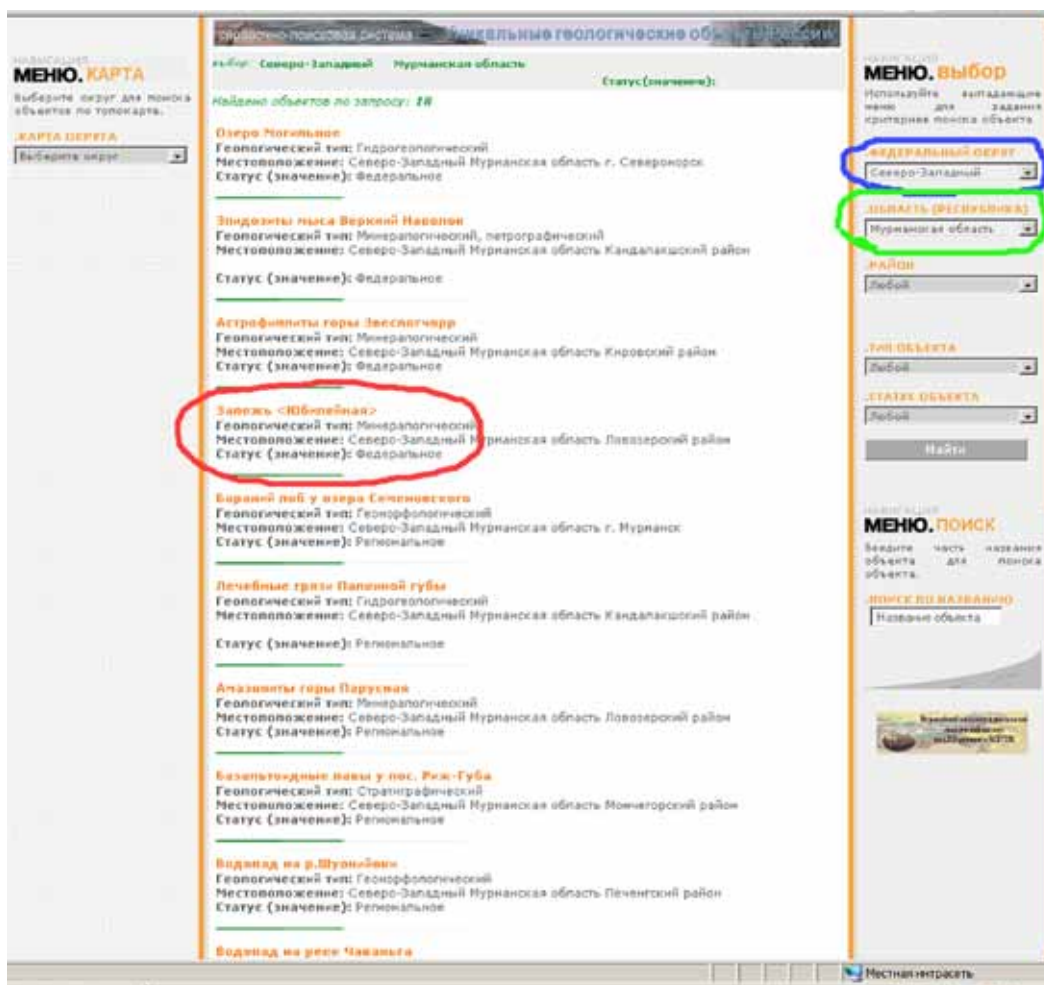 справочно-поисковая система — Уникальные геологические объекты России
НАВИГАЦИЯ
МЕНЮ. КАРТА
Выберите округ для поиска
объектов по топокарте.
.КАРТА ОКРУГА
Выберите округ
выбор: Северо-Западный Мурманская область
Статус(значение):
Найдено объектов по запросу: 18
Озеро Могильное
Геологический тип: Гидрогеологический
Местоположение: Северо-Западный Мурманская область г. Североморск
Статус (значение): Федеральное
Эпидозиты мыса Верхний Наволок
Геологический тип: Минералогический, петрографический
Местоположение: Северо-Западный Мурманская область Кандалакшский район
Статус (значение): Федеральное
Астрофиллиты горы Эвеслогчорр
Геологический тип: Минералогический
Местоположение: Северо-Западный Мурманская область Кировский район
Статус (значение): Федеральное
Залежь <Юбилейная>
Геологический тип: Минералогический
Местоположение: Северо-Западный Мурманская область Ловозерский район
Статус (значение): Федеральное
Бараний лоб у озера Семеновского
Геологический тип: Геоморфологический
Местоположение: Северо-Западный Мурманская область г. Мурманск
Статус (значение): Региональное
Лечебные грязи Палкиной губы
Геологический тип: Гидрогеологический
Местоположение: Северо-Западный Мурманская область Кандалакшский район
Статус (значение): Региональное
Амазониты горы Парусная
Геологический тип: Минералогический
Местоположение: Северо-Западный Мурманская область Ловозерский район
Статус (значение): Региональное
Базальтоидные лавы у пос. Риж-Губа
Геологический тип: Стратиграфический
Местоположение: Северо-Западный Мурманская область Мончегорский район
Статус (значение): Региональное
Водопад на р.Шуонийоки
Геологический тип: Геоморфологический
Местоположение: Северо-Западный Мурманская область Печенгский район
Статус (значение): Региональное
Водопад на реке Чаваньга
НАВИГАЦИЯ
МЕНЮ. выбор
Используйте выпадающие
меню для задания
критериев поиска объекта
.ФЕДЕРАЛЬНЫЙ ОКРУГ
Северо-Западный
.ОБЛАСТЬ (РЕСПУБЛИКА)
Мурманская область
.РАЙОН
Любой
.ТИП ОБЪЕКТА
Любой
.СТАТУС ОБЪЕКТА
Любой
Найти
НАВИГАЦИЯ
МЕНЮ. ПОИСК
Введите часть названия
объекта для поиска
объекта.
.ПОИСК ПО НАЗВАНИЮ
Название объекта
Местная интрасеть